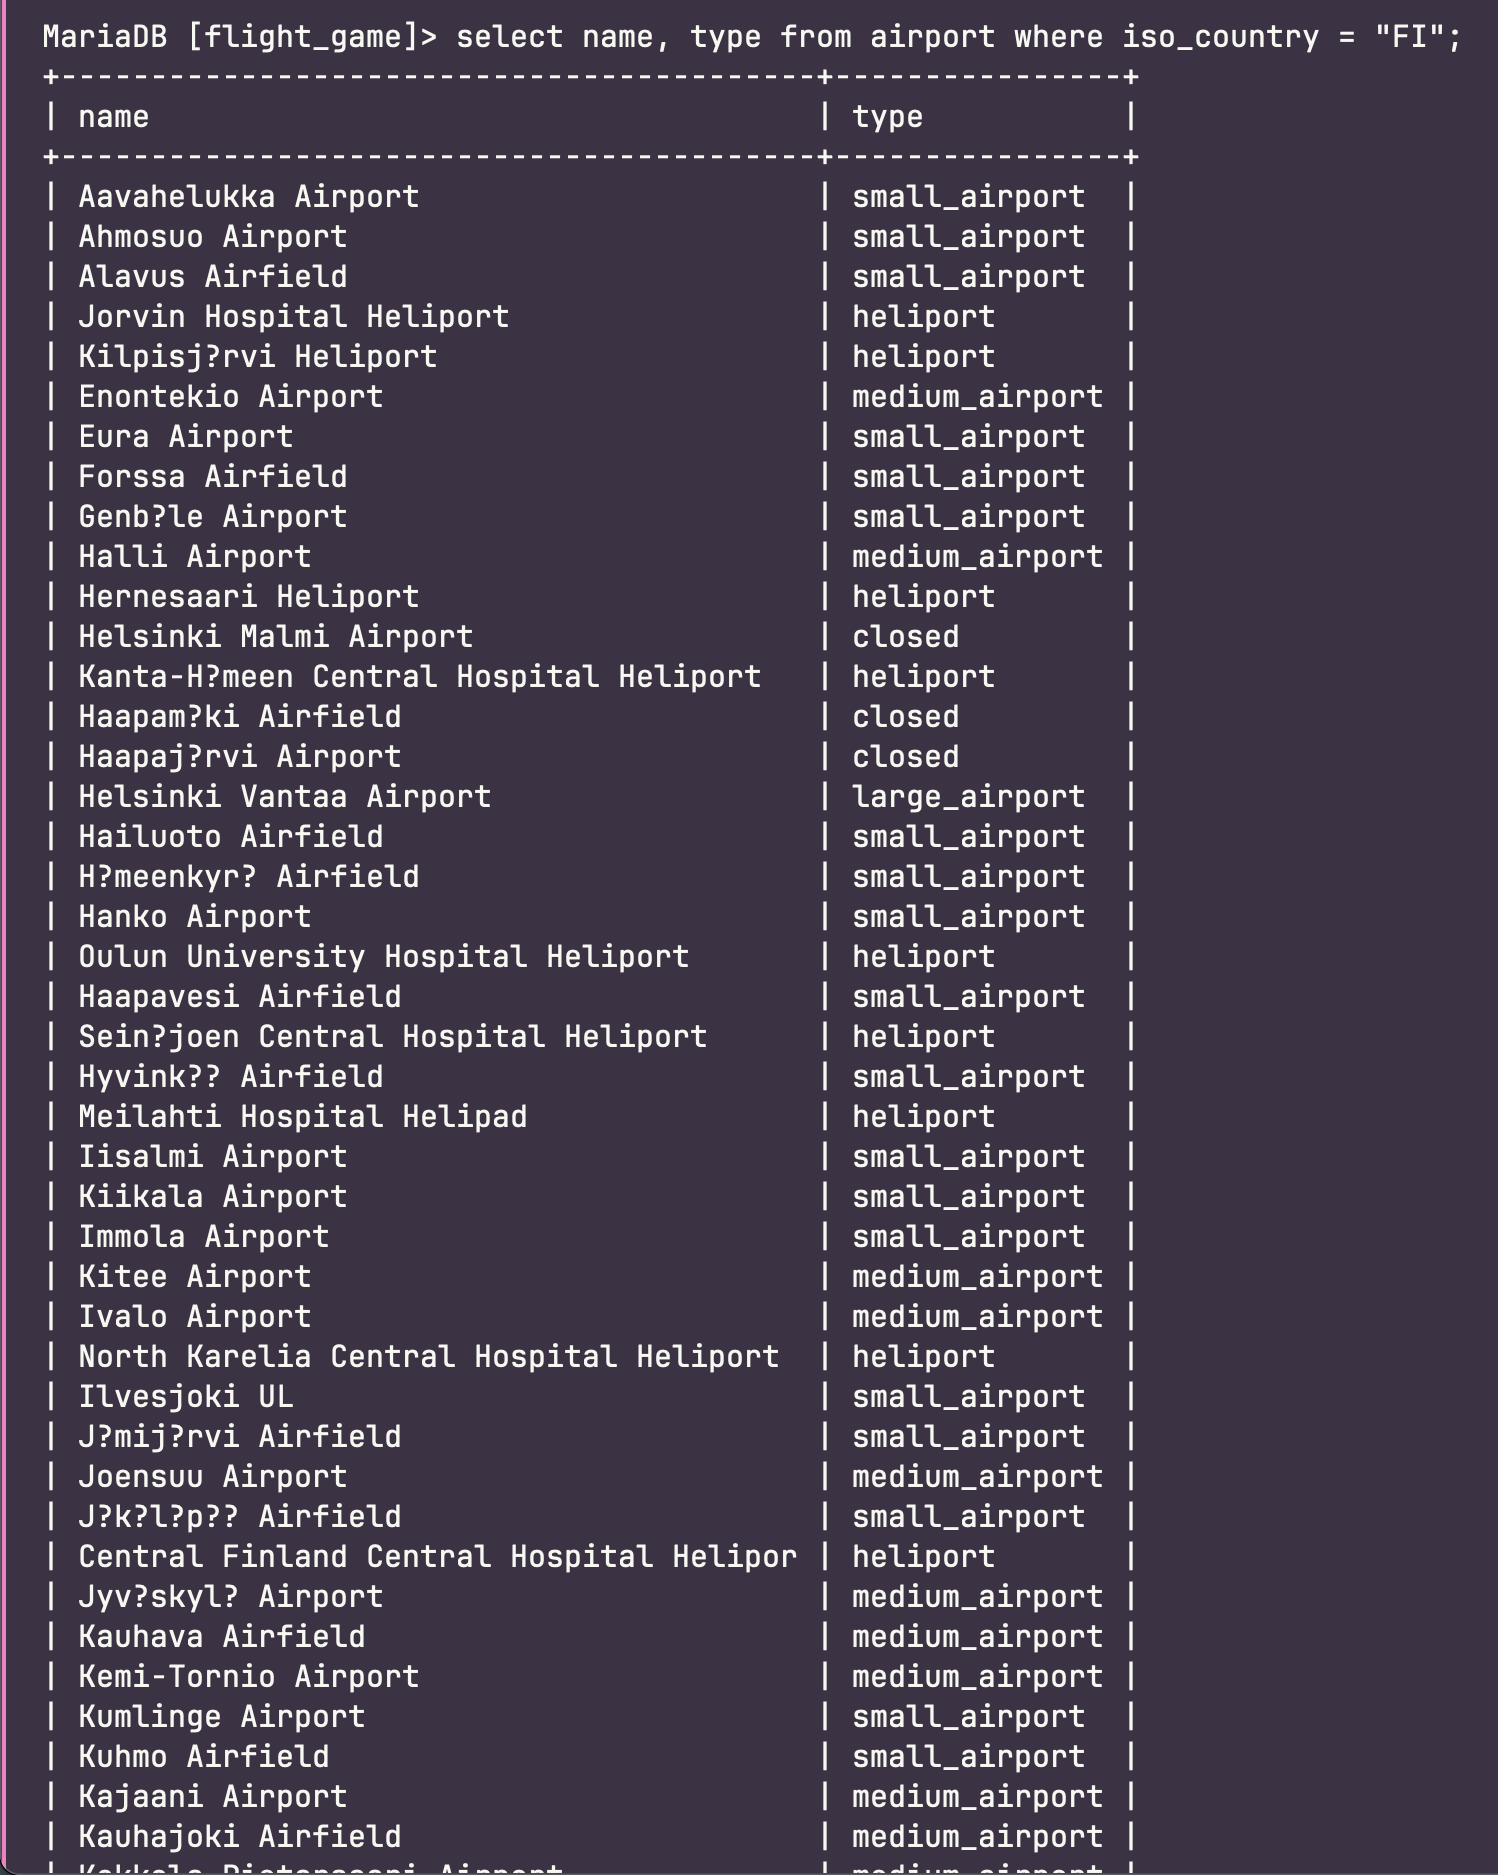 MariaDB [flight_game]> select name, type from airport where iso_country = "FI";
+------------------------------------------+----------------+
| name                                     | type           |
+------------------------------------------+----------------+
| Aavahelukka Airport                      | small_airport  |
| Ahmosuo Airport                          | small_airport  |
| Alavus Airfield                          | small_airport  |
| Jorvin Hospital Heliport                 | heliport       |
| Kilpisj?rvi Heliport                     | heliport       |
| Enontekio Airport                        | medium_airport |
| Eura Airport                             | small_airport  |
| Forssa Airfield                          | small_airport  |
| Genb?le Airport                          | small_airport  |
| Halli Airport                            | medium_airport |
| Hernesaari Heliport                      | heliport       |
| Helsinki Malmi Airport                   | closed         |
| Kanta-H?meen Central Hospital Heliport   | heliport       |
| Haapam?ki Airfield                       | closed         |
| Haapaj?rvi Airport                       | closed         |
| Helsinki Vantaa Airport                  | large_airport  |
| Hailuoto Airfield                        | small_airport  |
| H?meenkyr? Airfield                      | small_airport  |
| Hanko Airport                            | small_airport  |
| Oulun University Hospital Heliport       | heliport       |
| Haapavesi Airfield                       | small_airport  |
| Sein?joen Central Hospital Heliport      | heliport       |
| Hyvink?? Airfield                        | small_airport  |
| Meilahti Hospital Helipad                | heliport       |
| Iisalmi Airport                          | small_airport  |
| Kiikala Airport                          | small_airport  |
| Immola Airport                           | small_airport  |
| Kitee Airport                            | medium_airport |
| Ivalo Airport                            | medium_airport |
| North Karelia Central Hospital Heliport  | heliport       |
| Ilvesjoki UL                             | small_airport  |
| J?mij?rvi Airfield                       | small_airport  |
| Joensuu Airport                          | medium_airport |
| J?k?l?p?? Airfield                       | small_airport  |
| Central Finland Central Hospital Helipor | heliport       |
| Jyv?skyl? Airport                        | medium_airport |
| Kauhava Airfield                         | medium_airport |
| Kemi-Tornio Airport                      | medium_airport |
| Kumlinge Airport                         | small_airport  |
| Kuhmo Airfield                           | small_airport  |
| Kajaani Airport                          | medium_airport |
| Kauhajoki Airfield                       | medium_airport |